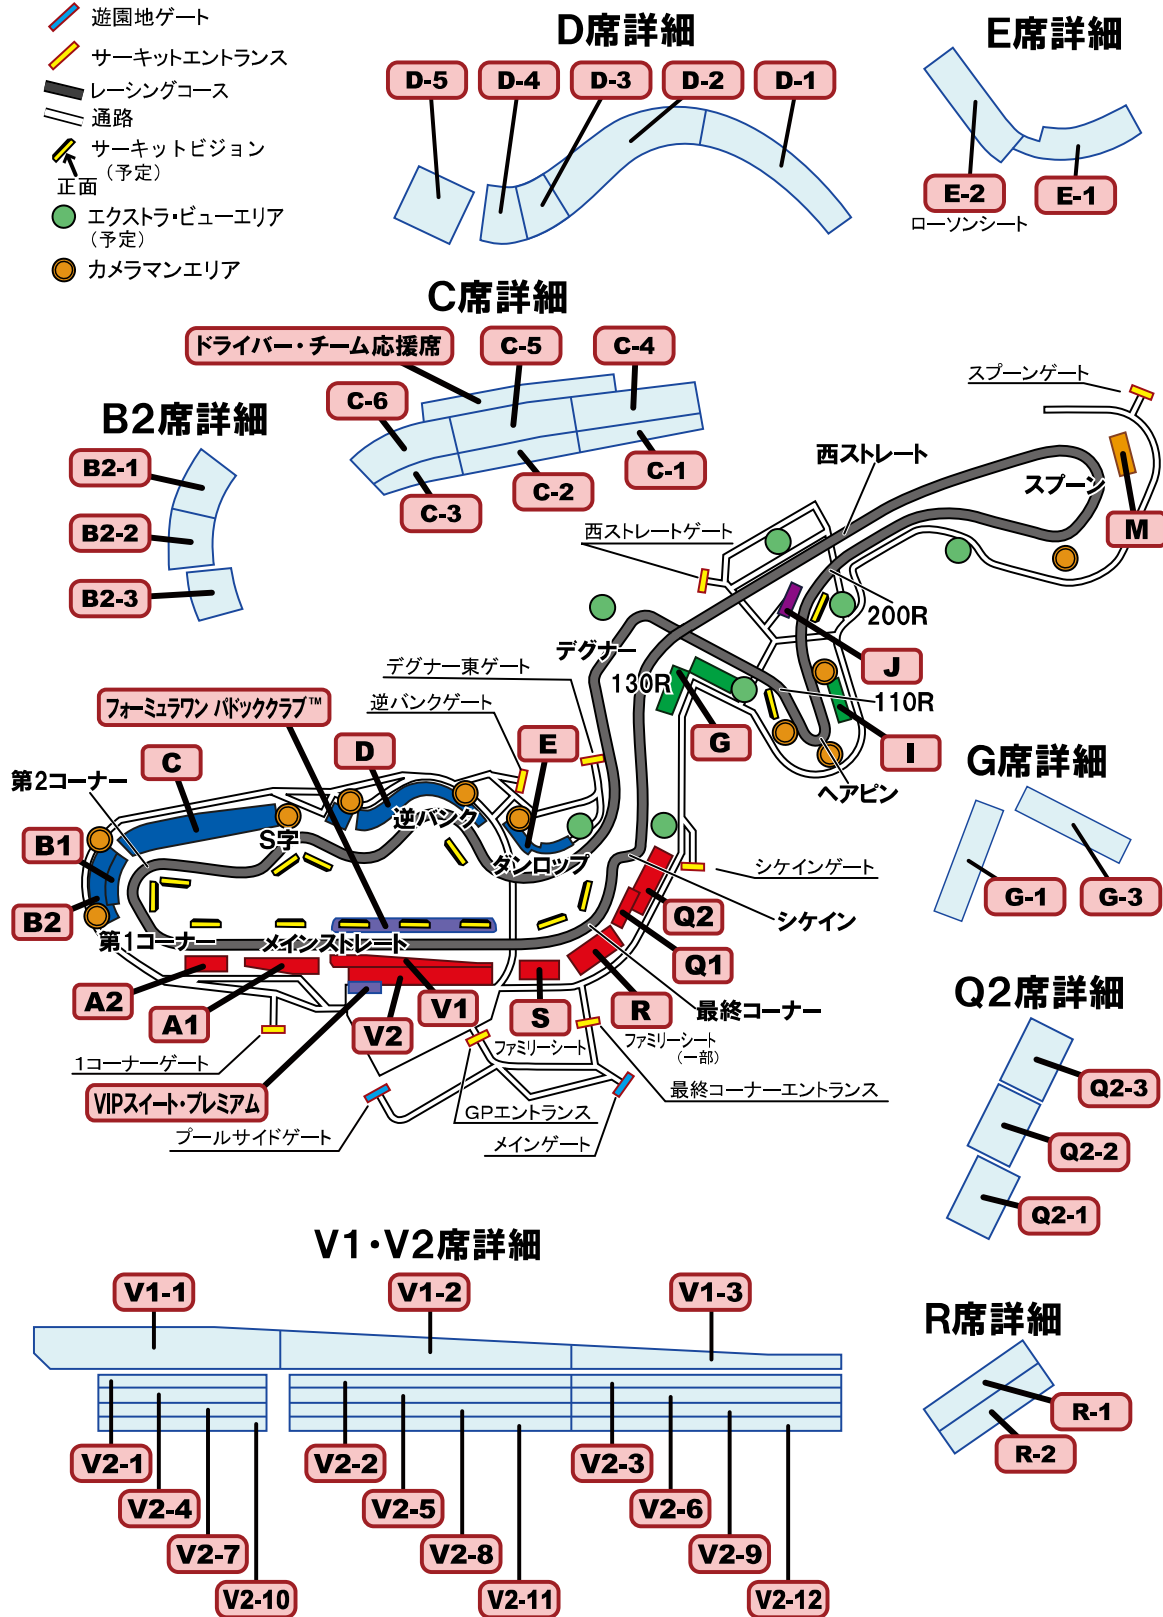 遊園地ゲート
サーキットエントランス
レーシングコース
通路
サーキットビジョン
(予定)
正面
エクストラ・ビューエリア
(予定)
カメラマンエリア
D席詳細
D-5
D-4
D-3
D-2
D-1
E席詳細
E-2
E-1
ローソンシート
C席詳細
ドライバー・チーム応援席
C-5
C-4
C-6
C-1
C-2
C-3
B2席詳細
B2-1
B2-2
B2-3
スプーンゲート
西ストレート
スプーン
M
西ストレートゲート
200R
デグナー
J
デグナー東ゲート
130R
110R
フォーミュラワン パドッククラブ™
逆バンクゲート
G
I
E
D
C
第2コーナー
ヘアピン
S字
逆バンク
B1
ダンロップ
シケインゲート
B2
Q2
シケイン
第1コーナー
メインストレート
Q1
A2
A1
V1
V2
S
R
最終コーナー
ファミリーシート
ファミリーシート
(一部)
1コーナーゲート
VIPスイート・プレミアム
最終コーナーエントランス
GPエントランス
プールサイドゲート
メインゲート
G席詳細
G-1
G-3
Q2席詳細
Q2-3
Q2-2
Q2-1
V1・V2席詳細
V1-1
V1-2
V1-3
V2-1
V2-2
V2-3
V2-4
V2-5
V2-6
V2-7
V2-8
V2-9
V2-10
V2-11
V2-12
R席詳細
R-1
R-2